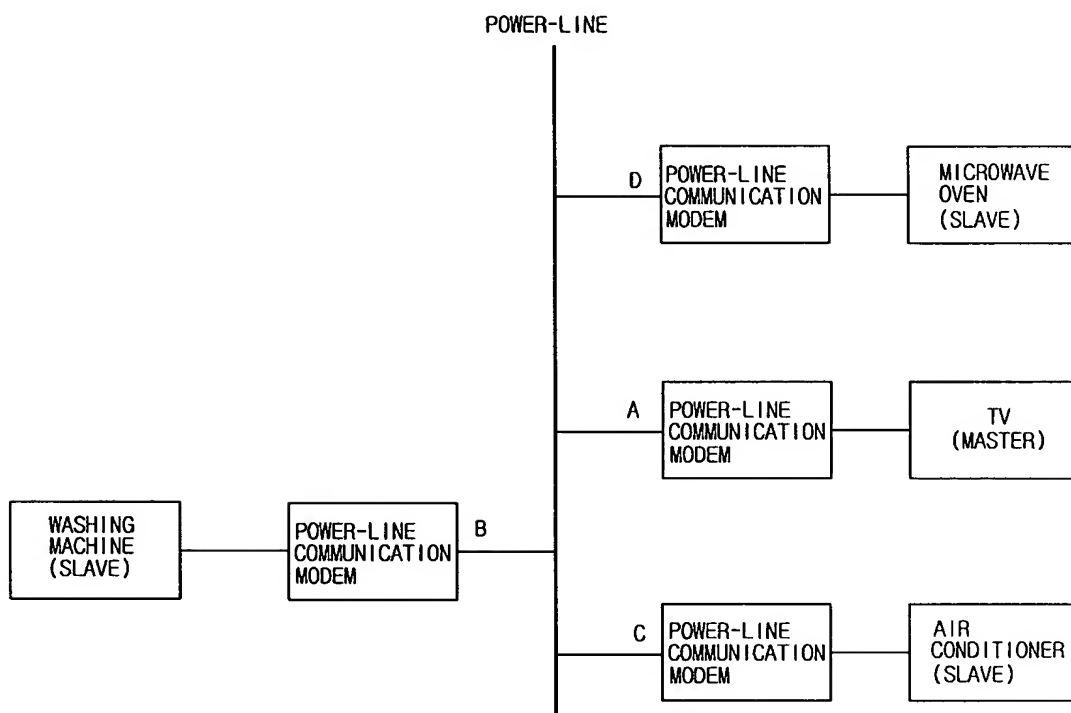 POWER-LINE
D
POWER-LINE
COMMUNICATION
MODEM
MICROWAVE
OVEN
(SLAVE)
A
POWER-LINE
COMMUNICATION
MODEM
TV
(MASTER)
WASHING
MACHINE
(SLAVE)
POWER-LINE
COMMUNICATION
MODEM
B
C
POWER-LINE
COMMUNICATION
MODEM
AIR
CONDITIONER
(SLAVE)